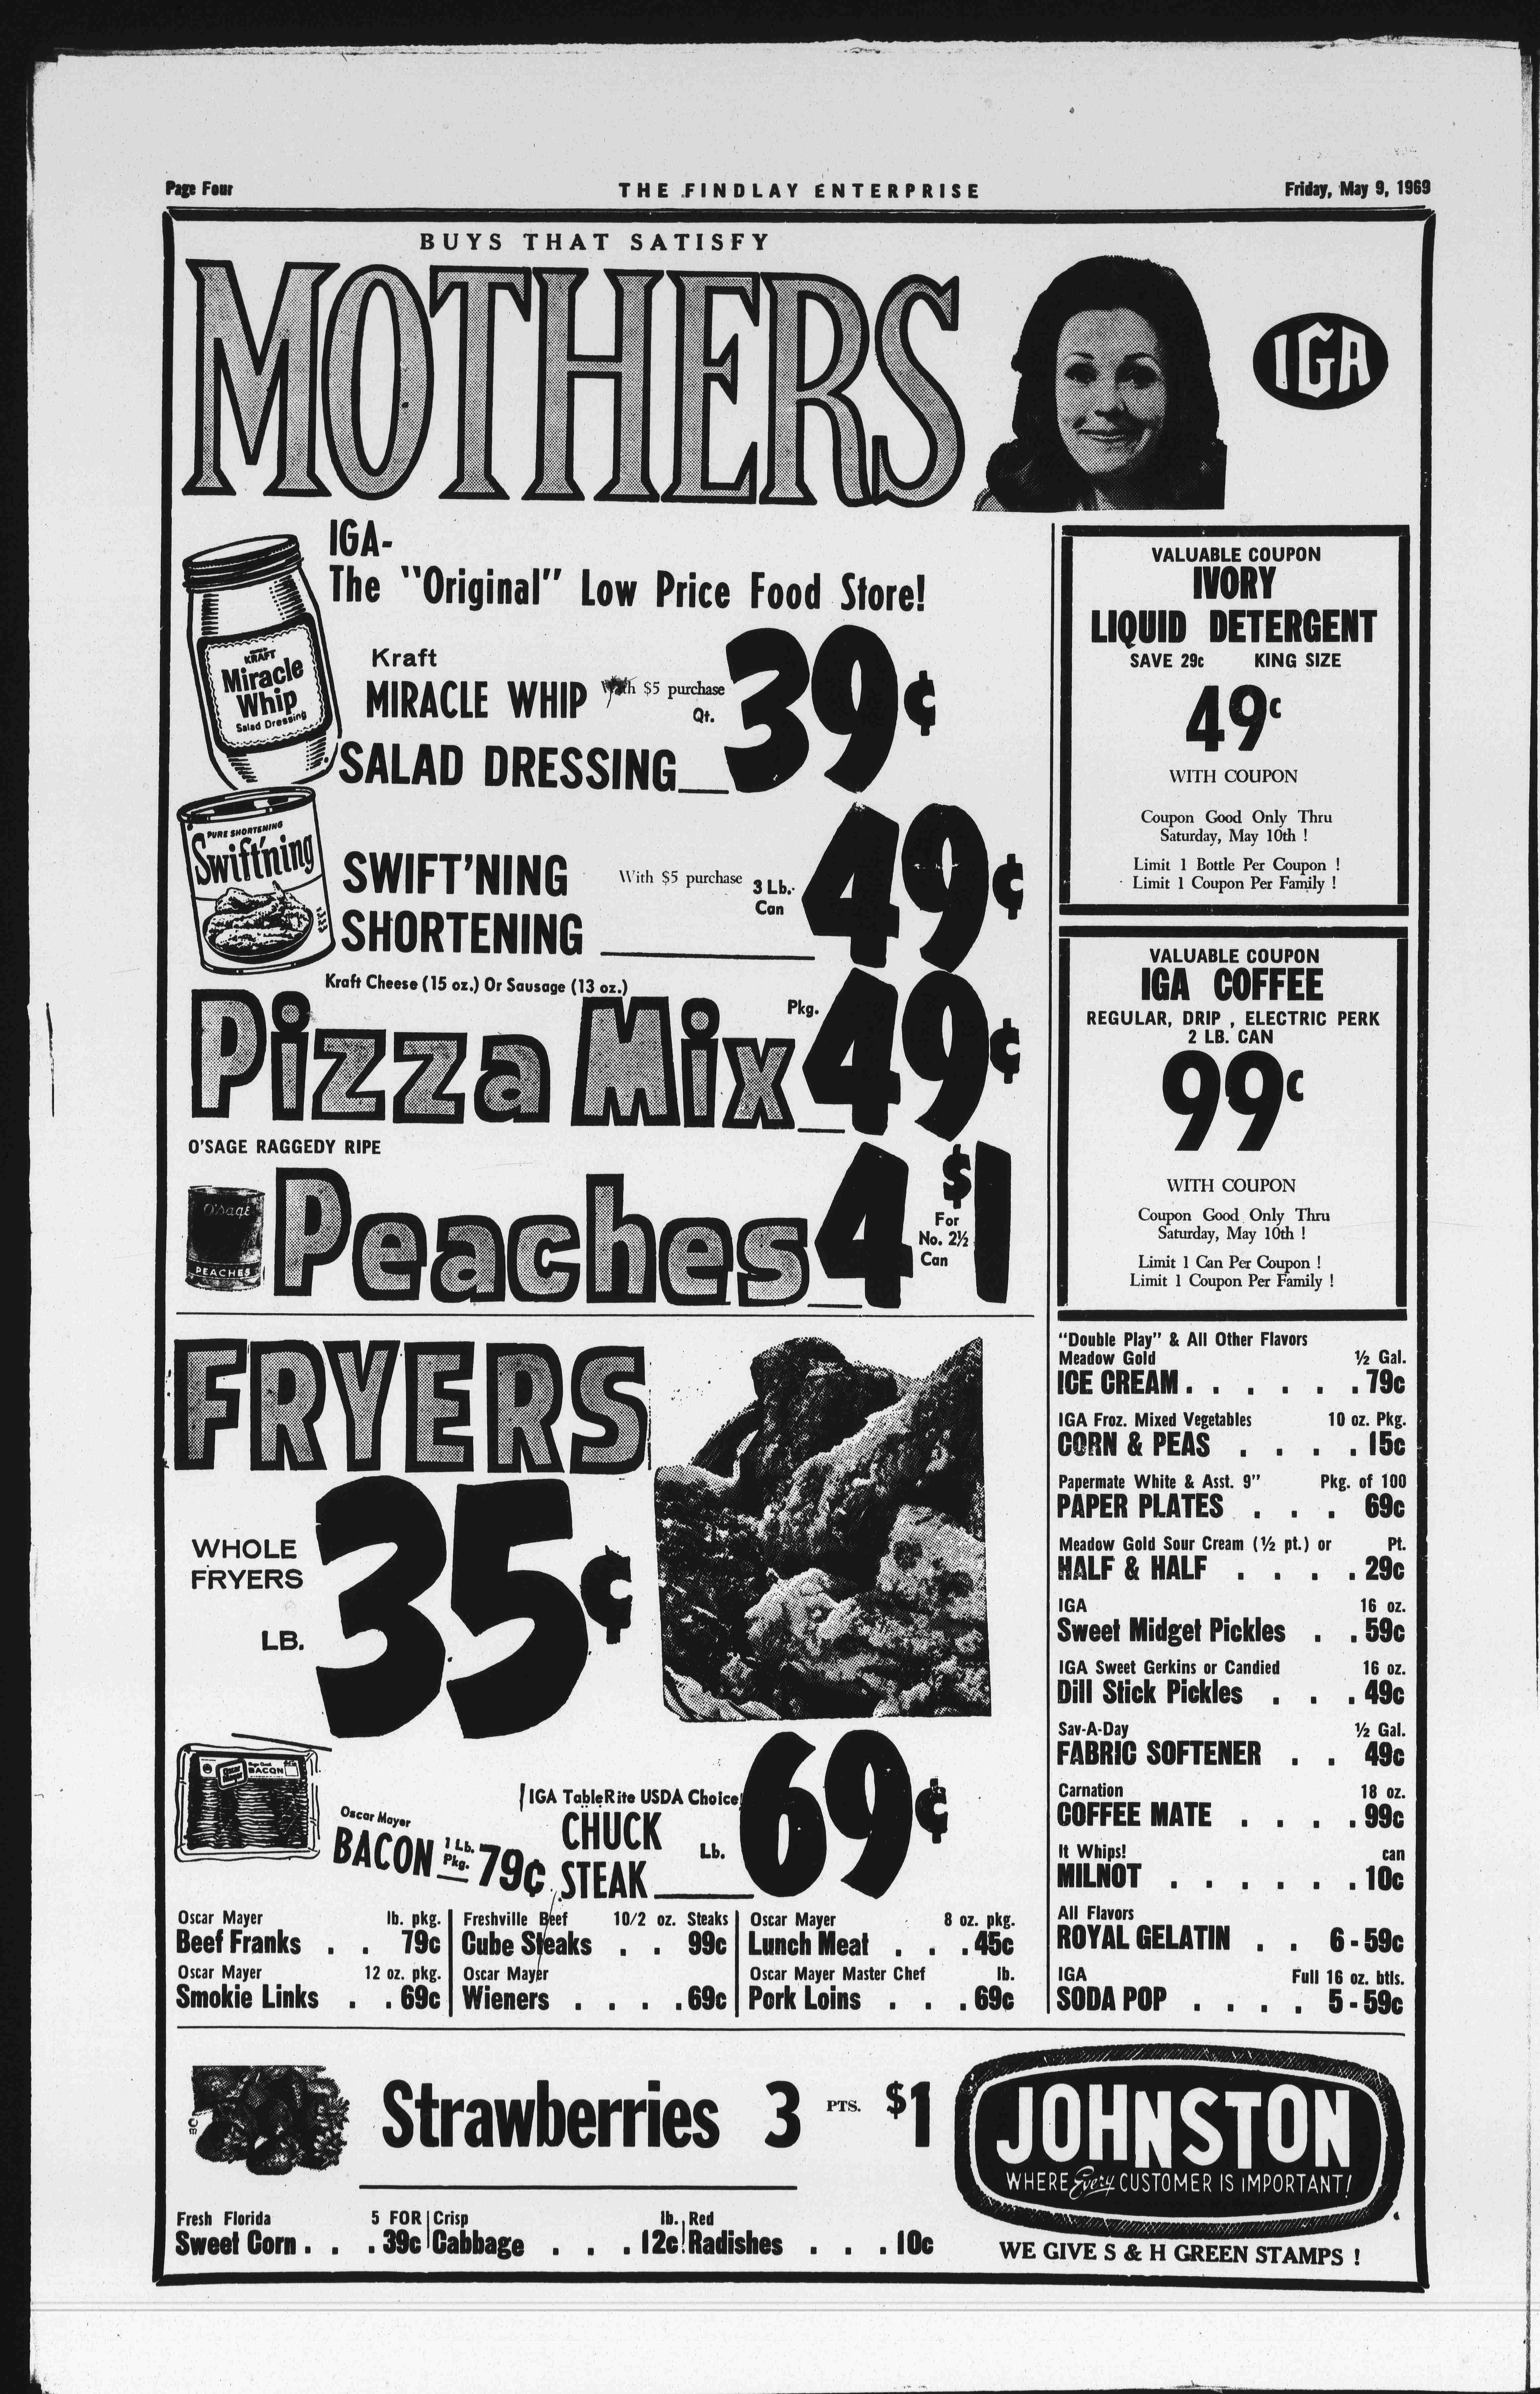 Page Four
THE FINDLAY ENTERPRISE
Friday, May 9, 1969
BUYS THAT SATISFY
MOTHERS
IGA
IGA-
The "Original" Low Price Food Store!
KRAFT
Miracle
Whip
Salad Dressing
Kraft
MIRACLE WHIP With $5 purchase
Qt.
SALAD DRESSING 39¢
PURE SHORTENING
Swift'ning
SWIFT'NING With $5 purchase 3 Lb.
Can
SHORTENING 49¢
Kraft Cheese (15 oz.) Or Sausage (13 oz.)
Pizza Mix Pkg. 49¢
O'SAGE RAGGEDY RIPE
O'sage
PEACHES
Peaches 4 For $1
No. 2½
Can
VALUABLE COUPON
IVORY
LIQUID DETERGENT
SAVE 29c KING SIZE
49c
WITH COUPON
Coupon Good Only Thru
Saturday, May 10th !
Limit 1 Bottle Per Coupon !
Limit 1 Coupon Per Family !
VALUABLE COUPON
IGA COFFEE
REGULAR, DRIP , ELECTRIC PERK
2 LB. CAN
99c
WITH COUPON
Coupon Good Only Thru
Saturday, May 10th !
Limit 1 Can Per Coupon !
Limit 1 Coupon Per Family !
FRYERS
WHOLE
FRYERS
LB. 35¢
Oscar
Mayer
BACON
Oscar Mayer
BACON 1 Lb.
Pkg. 79¢
IGA TableRite USDA Choice
CHUCK
STEAK Lb. 69¢
Oscar Mayer lb. pkg.
Beef Franks . . 79c
Oscar Mayer 12 oz. pkg.
Smokie Links . . 69c
Freshville Beef 10/2 oz. Steaks
Cube Steaks . . 99c
Oscar Mayer
Wieners . . . . 69c
Oscar Mayer 8 oz. pkg.
Lunch Meat . . . 45c
Oscar Mayer Master Chef lb.
Pork Loins . . . 69c
"Double Play" & All Other Flavors
Meadow Gold ½ Gal.
ICE CREAM . . . . . . 79c
IGA Froz. Mixed Vegetables 10 oz. Pkg.
CORN & PEAS . . . . 15c
Papermate White & Asst. 9" Pkg. of 100
PAPER PLATES . . . 69c
Meadow Gold Sour Cream (½ pt.) or Pt.
HALF & HALF . . . . 29c
IGA 16 oz.
Sweet Midget Pickles . . 59c
IGA Sweet Gerkins or Candied 16 oz.
Dill Stick Pickles . . . 49c
Sav-A-Day ½ Gal.
FABRIC SOFTENER . . 49c
Carnation 18 oz.
COFFEE MATE . . . . 99c
It Whips! can
MILNOT . . . . . . 10c
All Flavors
ROYAL GELATIN . . 6 - 59c
IGA Full 16 oz. btls.
SODA POP . . . . 5 - 59c
Strawberries 3 PTS. $1
Fresh Florida 5 FOR
Sweet Corn . . . 39c
Crisp lb.
Cabbage . . . 12c
Red
Radishes . . . 10c
JOHNSTON
WHERE Every CUSTOMER IS IMPORTANT!
WE GIVE S & H GREEN STAMPS !